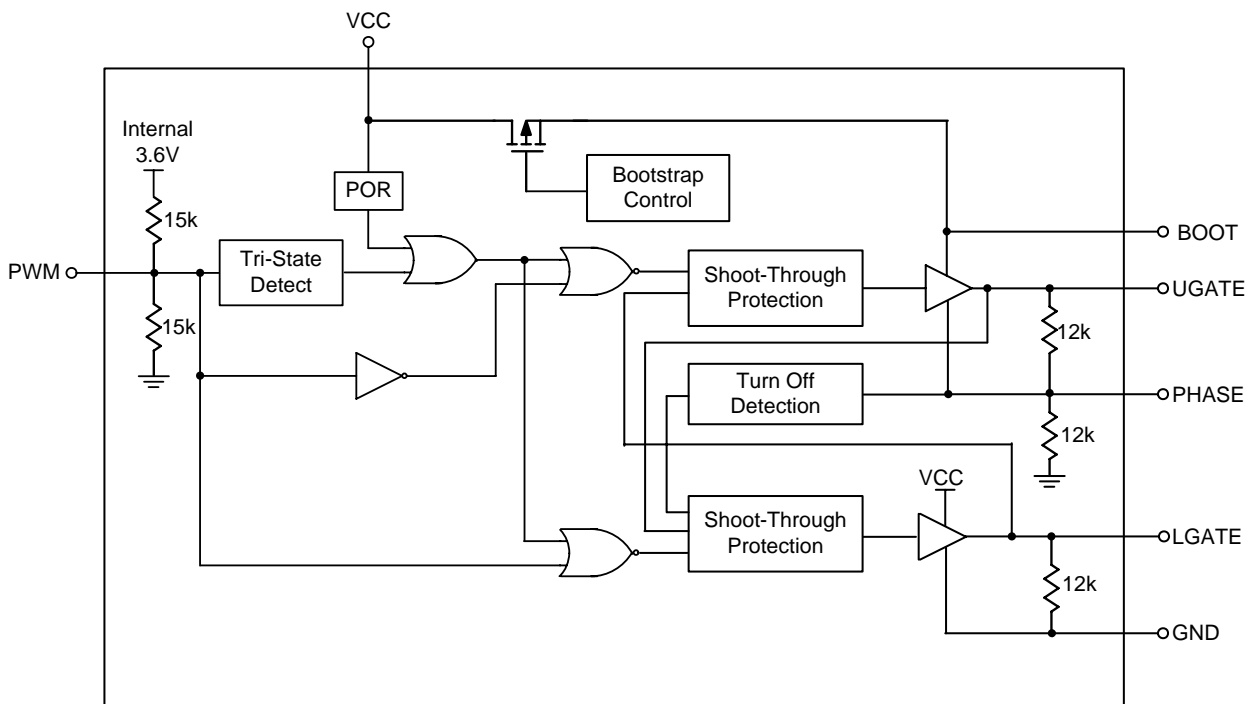 VCC
Internal
3.6V
15k
POR
Bootstrap
Control
BOOT
PWM
Tri-State
Detect
Shoot-Through
Protection
UGATE
15k
12k
Turn Off
Detection
PHASE
12k
VCC
Shoot-Through
Protection
LGATE
12k
GND